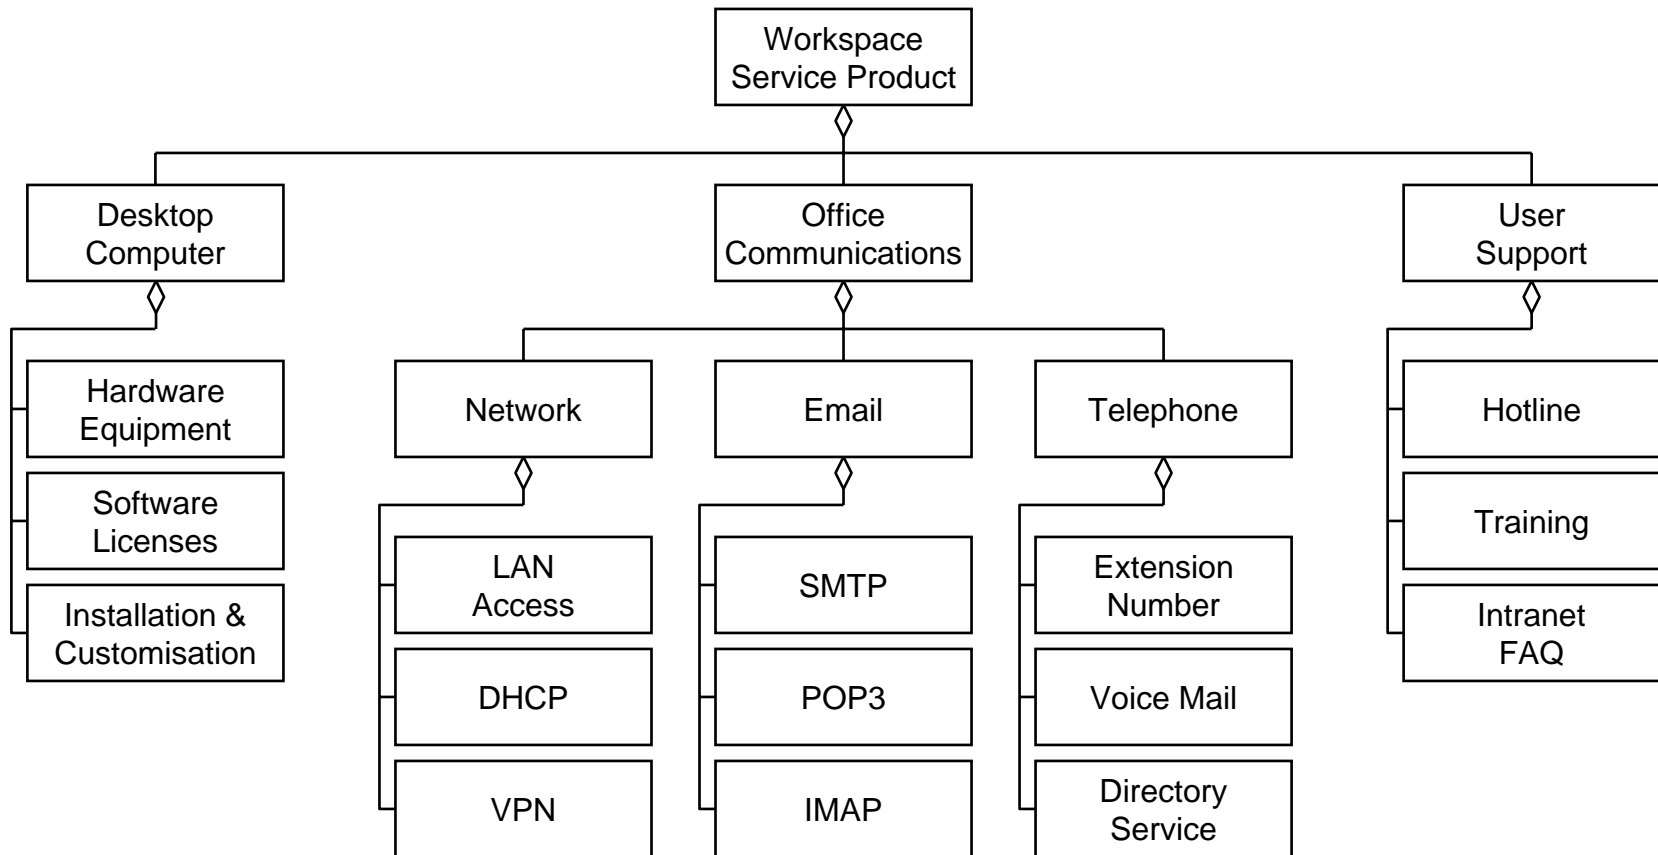 Workspace
Service Product
Desktop
Computer
Office
Communications
User
Support
Hardware
Equipment
Software
Licenses
Installation &
Customisation
Network
Email
Telephone
LAN
Access
DHCP
VPN
SMTP
POP3
IMAP
Extension
Number
Voice Mail
Directory
Service
Hotline
Training
Intranet
FAQ